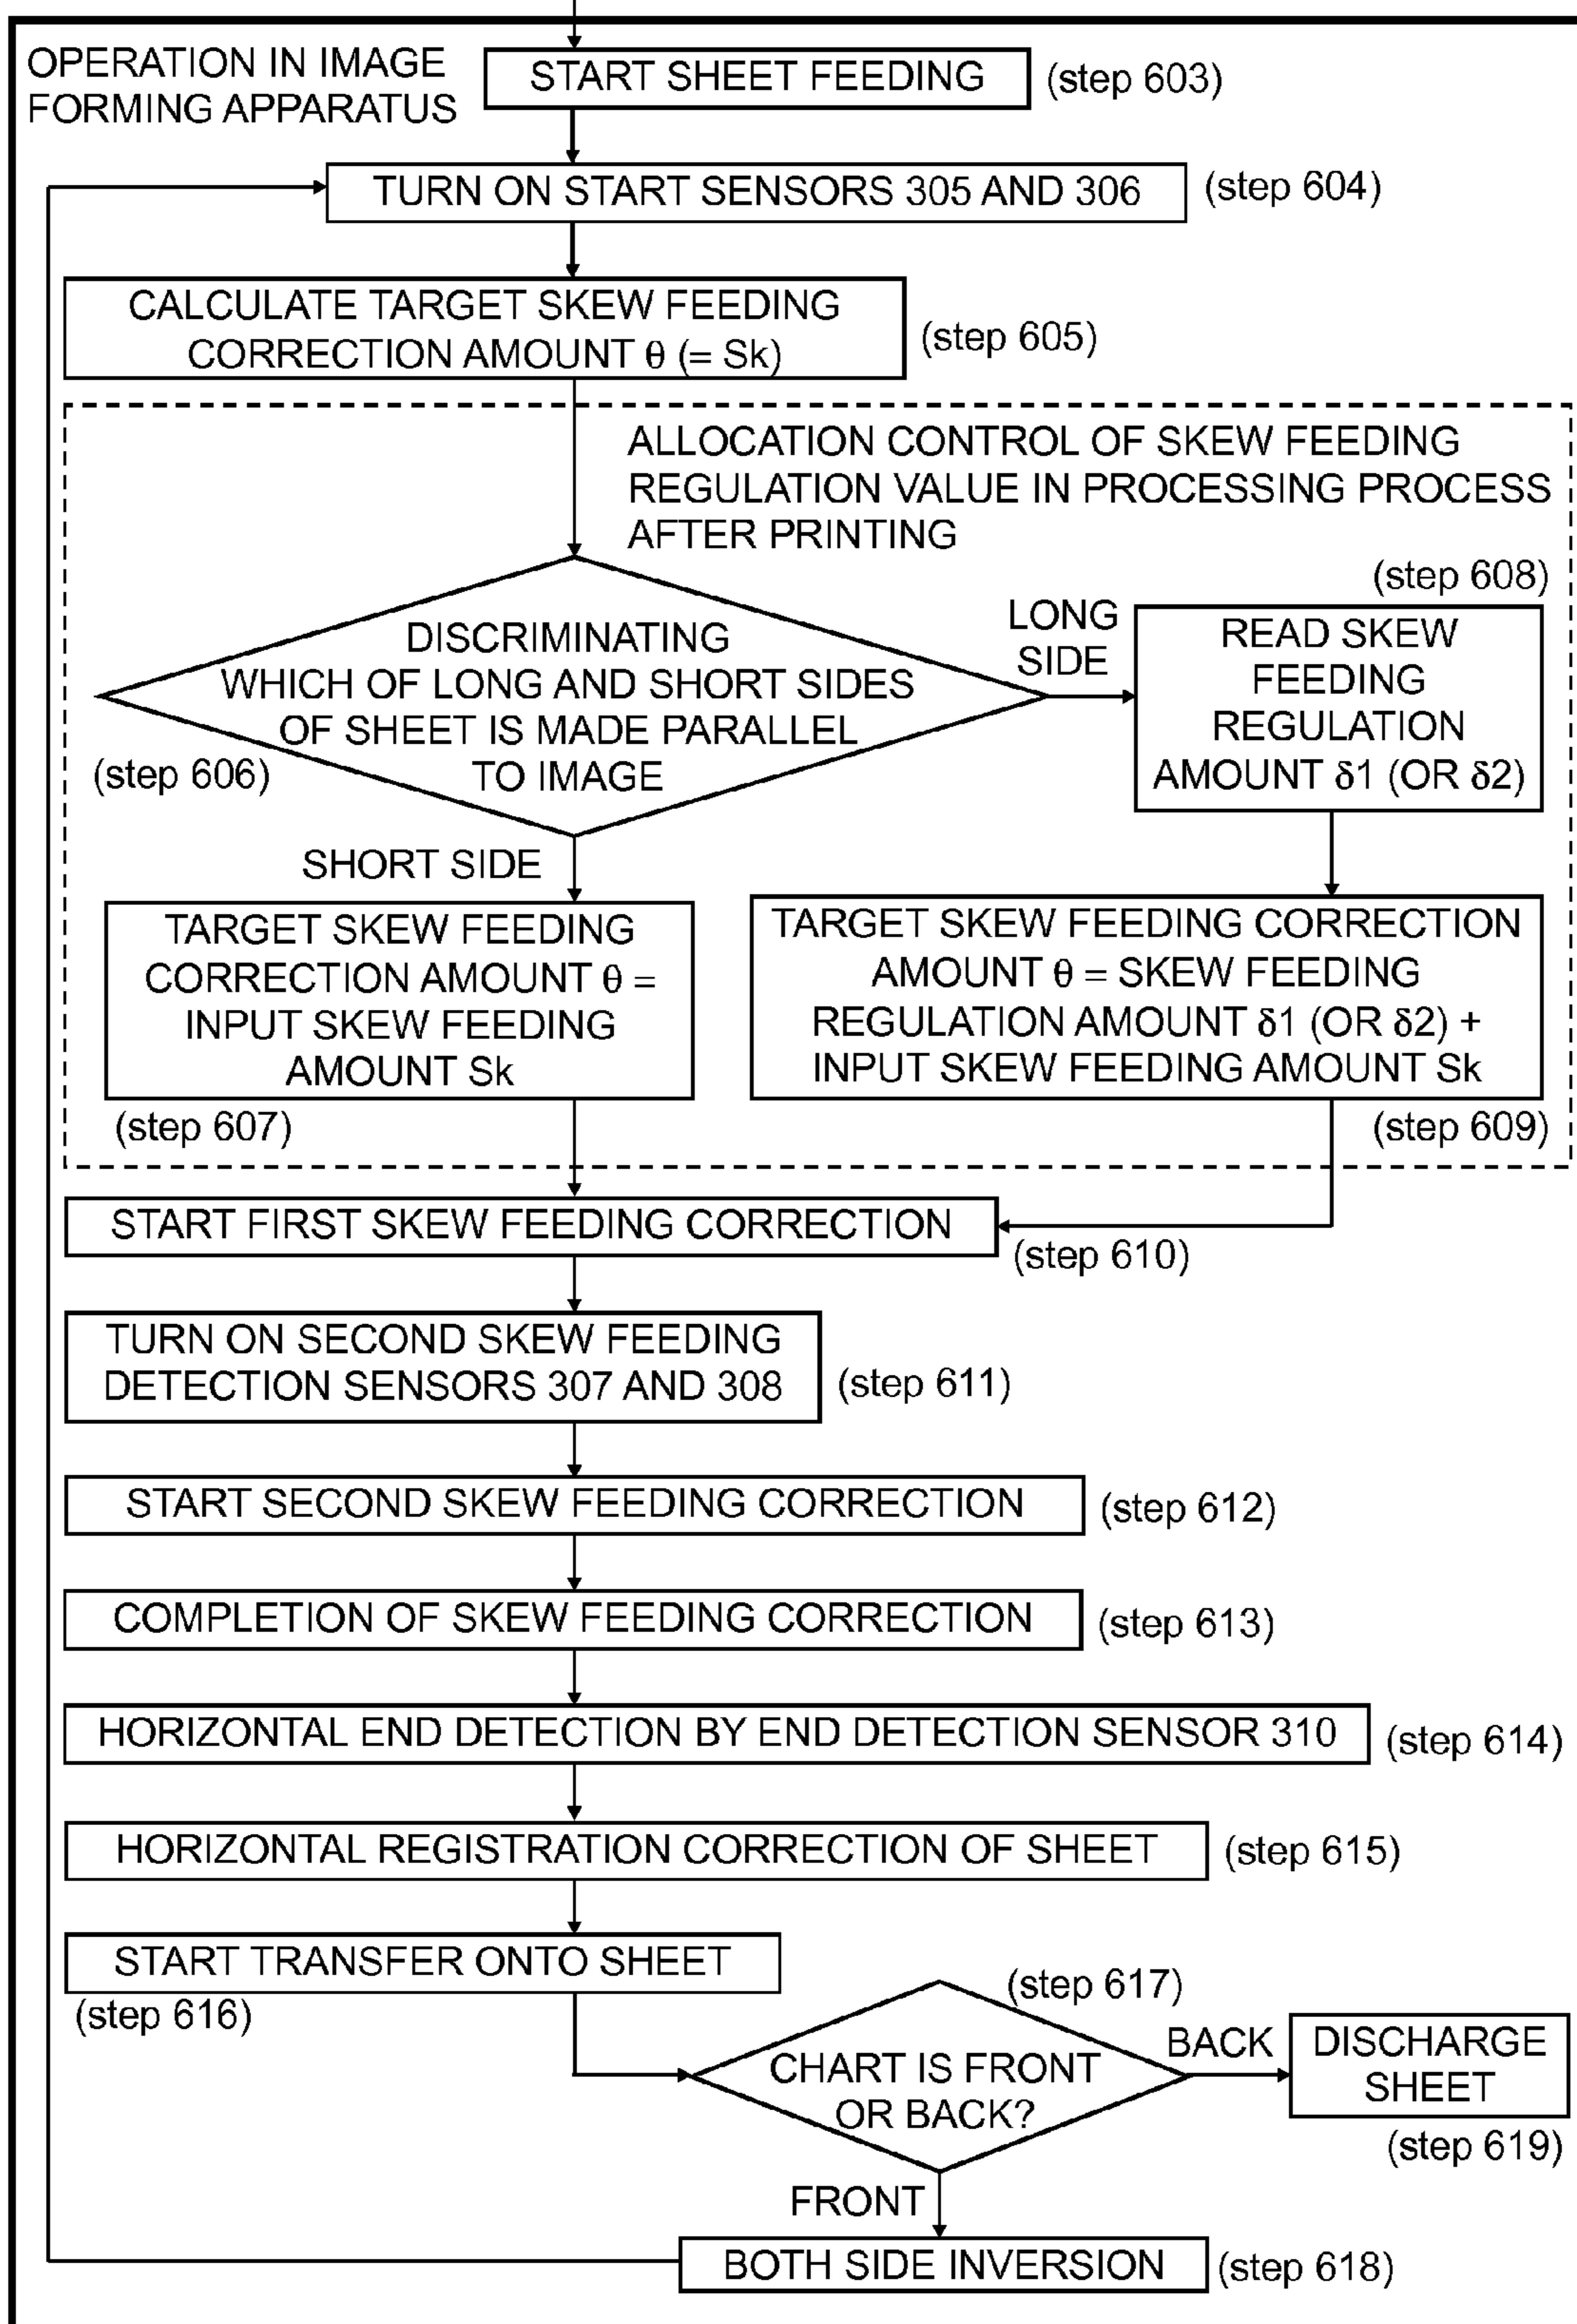 OPERATION IN IMAGE
FORMING APPARATUS
START SHEET FEEDING
(step 603)
TURN ON START SENSORS 305 AND 306
(step 604)
CALCULATE TARGET SKEW FEEDING
CORRECTION AMOUNT θ (= Sk)
(step 605)
ALLOCATION CONTROL OF SKEW FEEDING
REGULATION VALUE IN PROCESSING PROCESS
AFTER PRINTING
DISCRIMINATING
WHICH OF LONG AND SHORT SIDES
OF SHEET IS MADE PARALLEL
TO IMAGE
(step 606)
LONG
SIDE
(step 608)
READ SKEW
FEEDING
REGULATION
AMOUNT δ1 (OR δ2)
SHORT SIDE
TARGET SKEW FEEDING
CORRECTION AMOUNT θ =
INPUT SKEW FEEDING
AMOUNT Sk
(step 607)
TARGET SKEW FEEDING CORRECTION
AMOUNT θ = SKEW FEEDING
REGULATION AMOUNT δ1 (OR δ2) +
INPUT SKEW FEEDING AMOUNT Sk
(step 609)
START FIRST SKEW FEEDING CORRECTION
(step 610)
TURN ON SECOND SKEW FEEDING
DETECTION SENSORS 307 AND 308
(step 611)
START SECOND SKEW FEEDING CORRECTION
(step 612)
COMPLETION OF SKEW FEEDING CORRECTION
(step 613)
HORIZONTAL END DETECTION BY END DETECTION SENSOR 310
(step 614)
HORIZONTAL REGISTRATION CORRECTION OF SHEET
(step 615)
START TRANSFER ONTO SHEET
(step 616)
(step 617)
CHART IS FRONT
OR BACK?
BACK
DISCHARGE
SHEET
(step 619)
FRONT
BOTH SIDE INVERSION
(step 618)